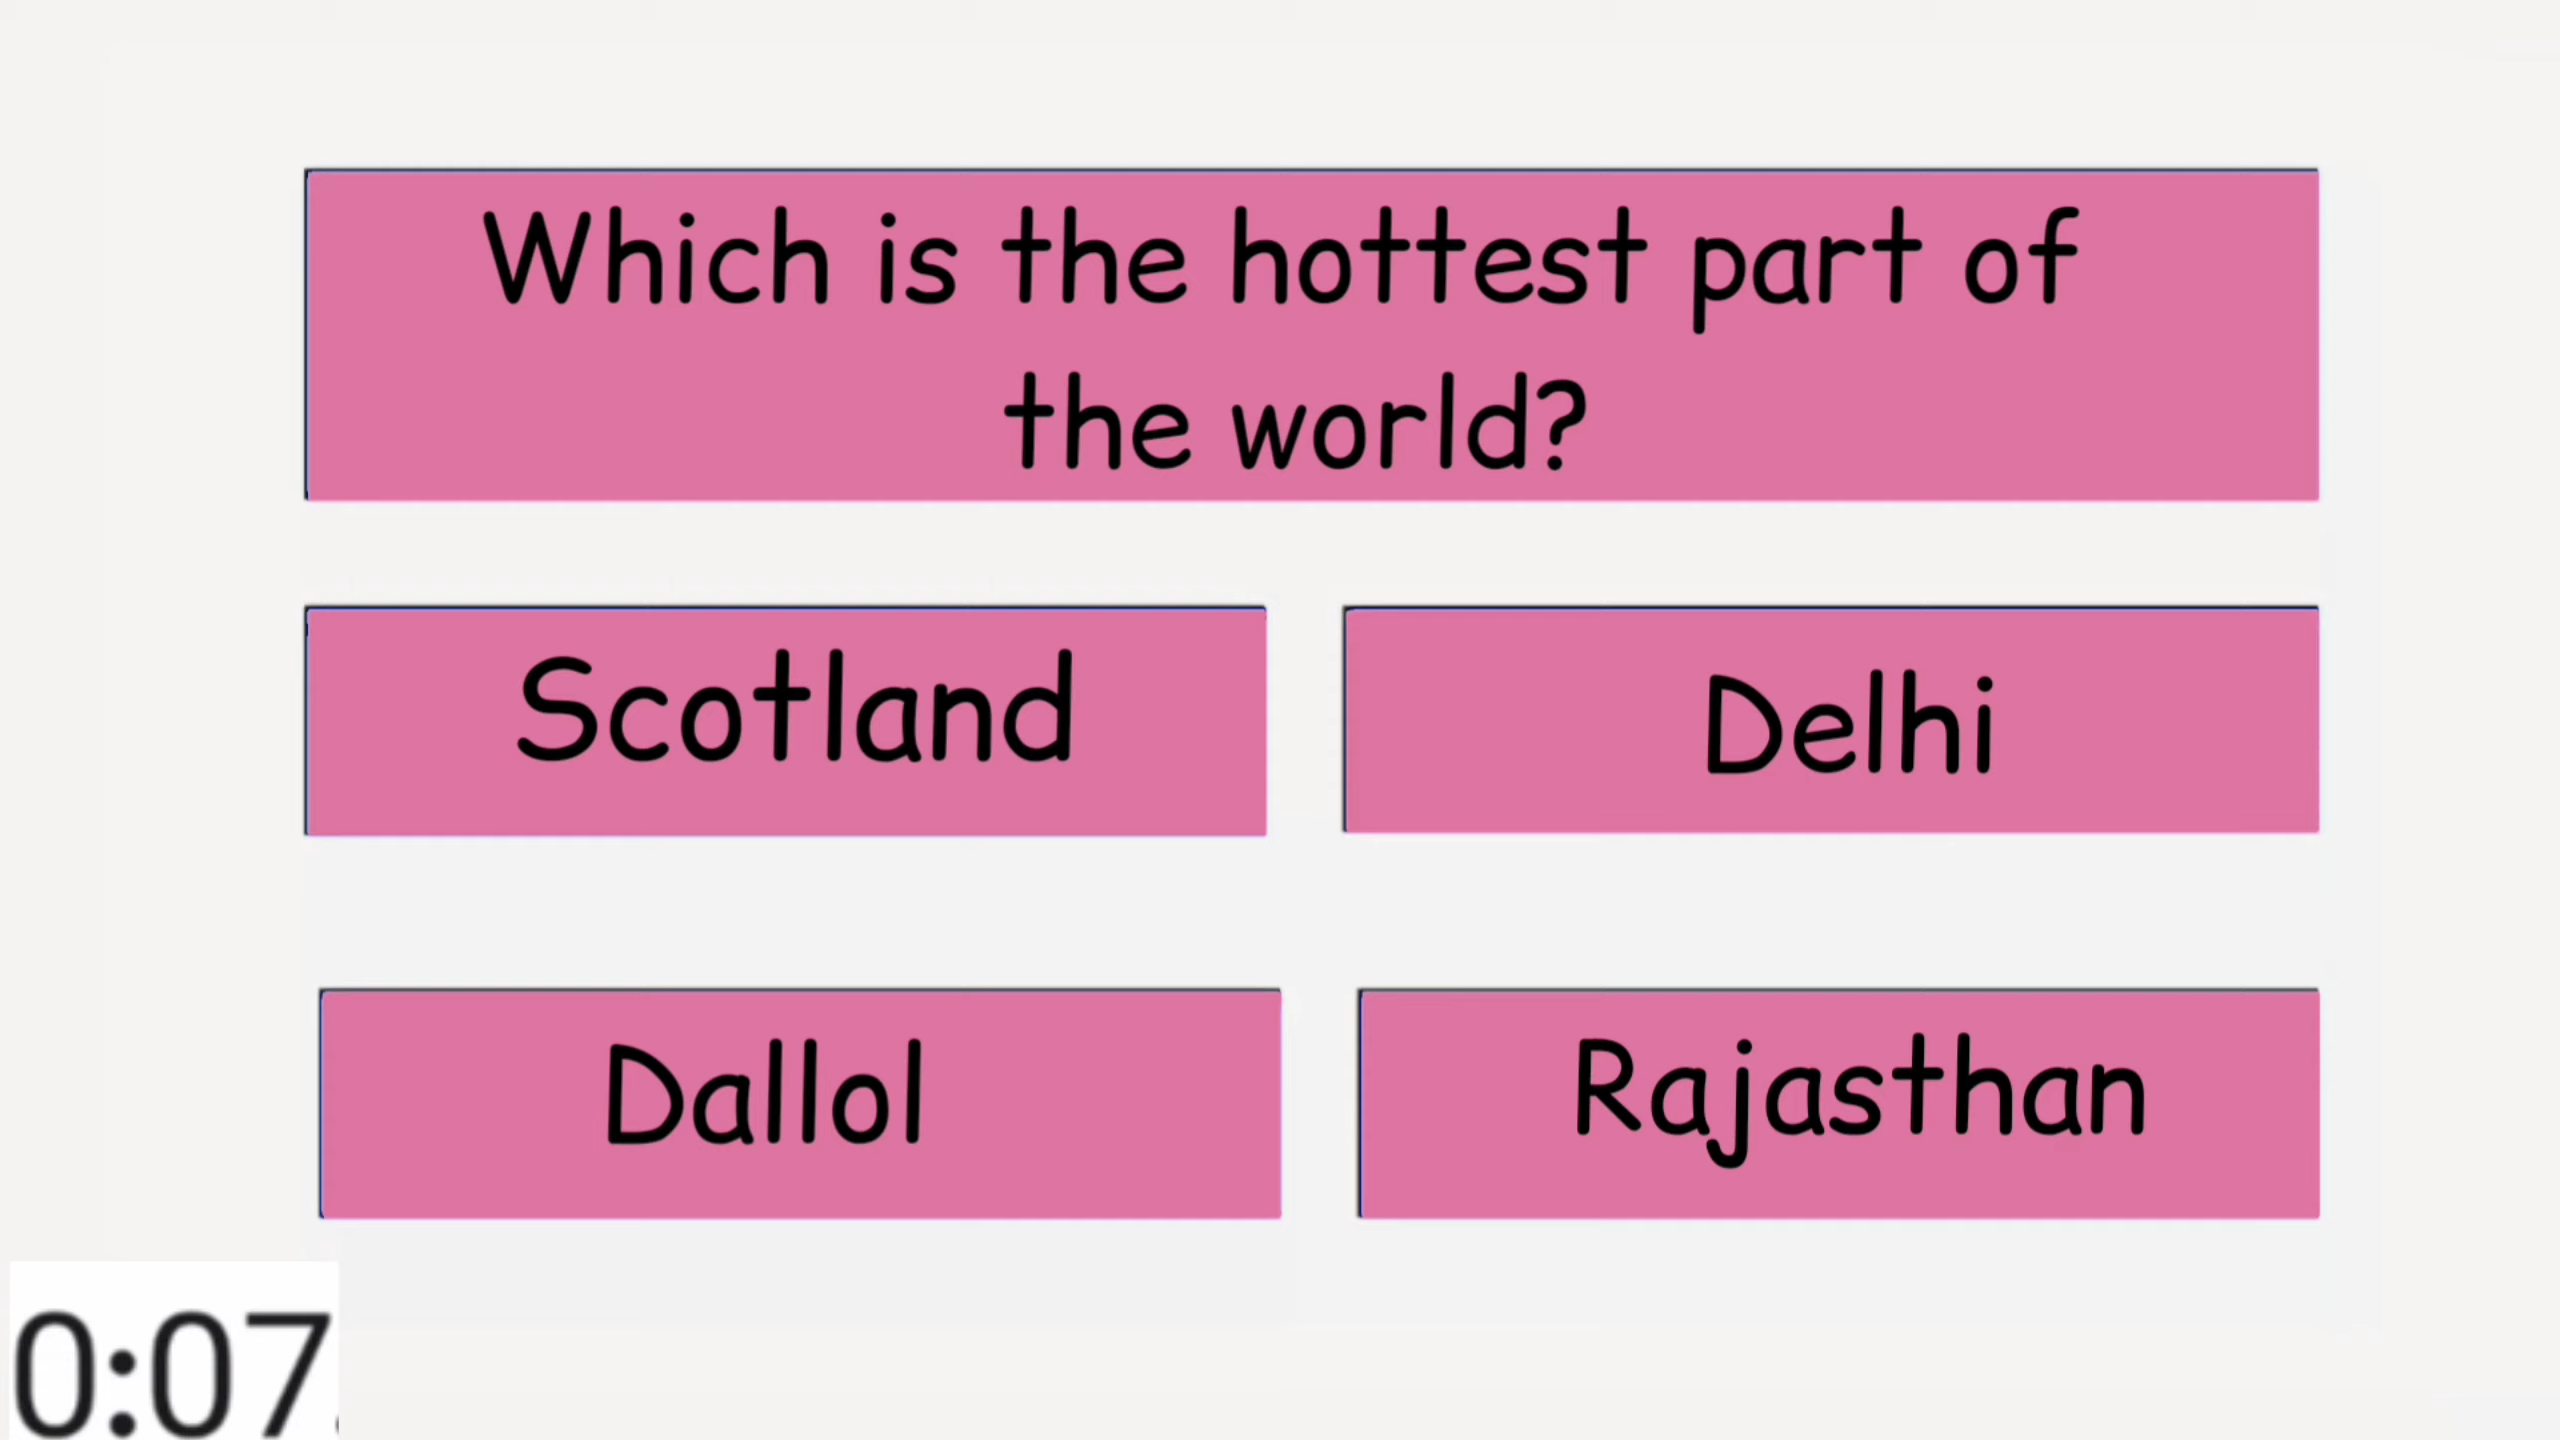 Which is the hottest part of
the world?
Scotland
Delhi
Dallol
Rajasthan
0:07